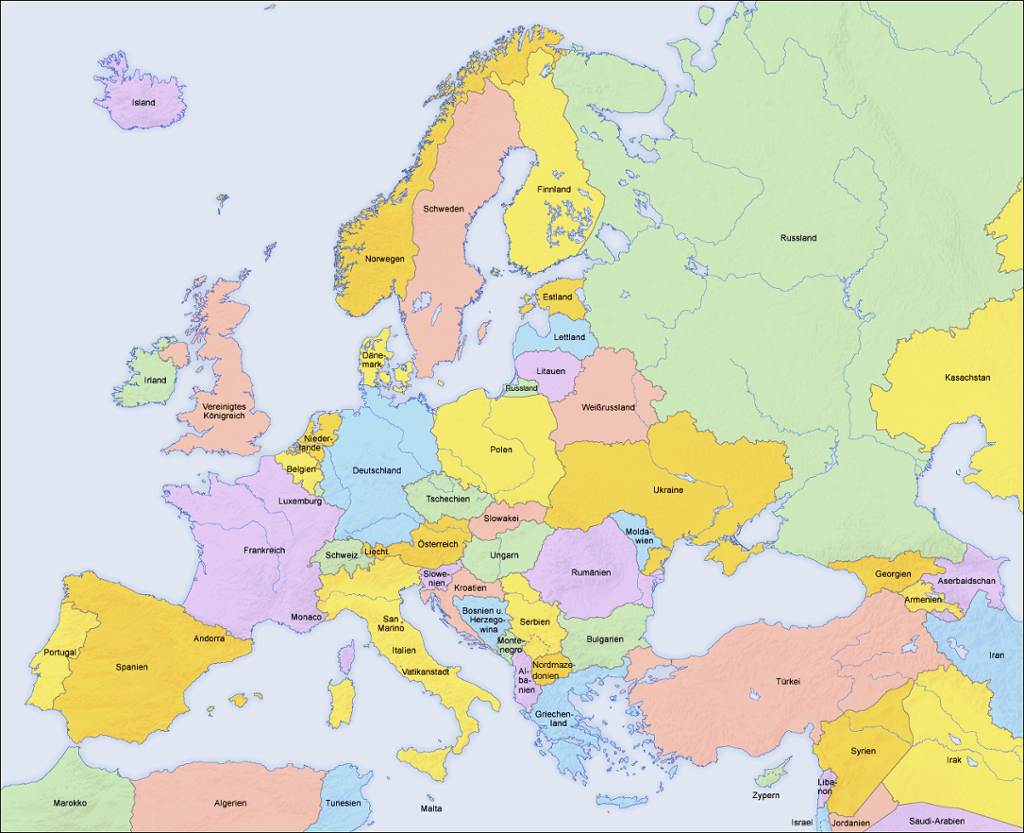 Island
Finnland
Schweden
Russland
Norwegen
Estland
Lettland
Däne-
mark
Litauen
Kasachstan
Irland
Russland
Vereinigtes
Königreich
Weißrussland
Nieder-
lande
Polen
Belgien
Deutschland
Ukraine
Luxemburg
Tschechien
Slowakei
Molda-
wien
Frankreich
Schweiz
Liecht.
Österreich
Ungarn
Rumänien
Georgien
Aserbaidschan
Slowe-
nien
Kroatien
Armenien
Monaco
San
Marino
Bosnien u.
Herzego-
wina
Serbien
Andorra
Bulgarien
Monte-
negro
Portugal
Italien
Iran
Spanien
Vatikanstadt
Al-
ba-
nien
Nordmaze-
donien
Türkei
Griechen-
land
Syrien
Irak
Liba-
non
Zypern
Marokko
Algerien
Tunesien
Malta
Israel
Jordanien
Saudi-Arabien